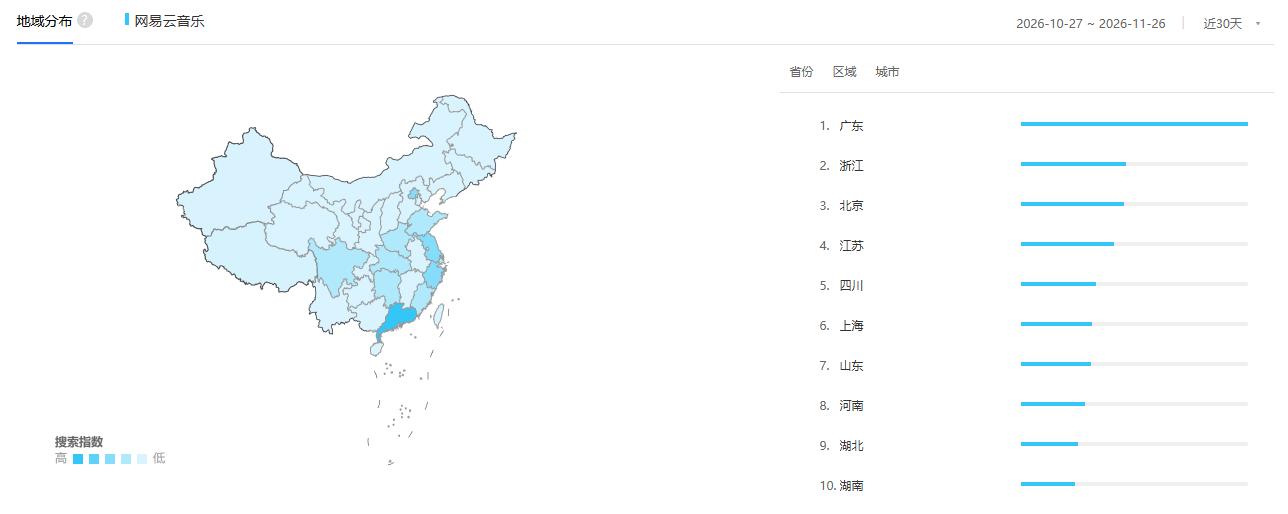 地域分布 ? 网易云音乐 2026-10-27 ~ 2026-11-26 | 近30天
省份 区域 城市
1. 广东
2. 浙江
3. 北京
4. 江苏
5. 四川
6. 上海
7. 山东
8. 河南
9. 湖北
10. 湖南
搜索指数
高 低